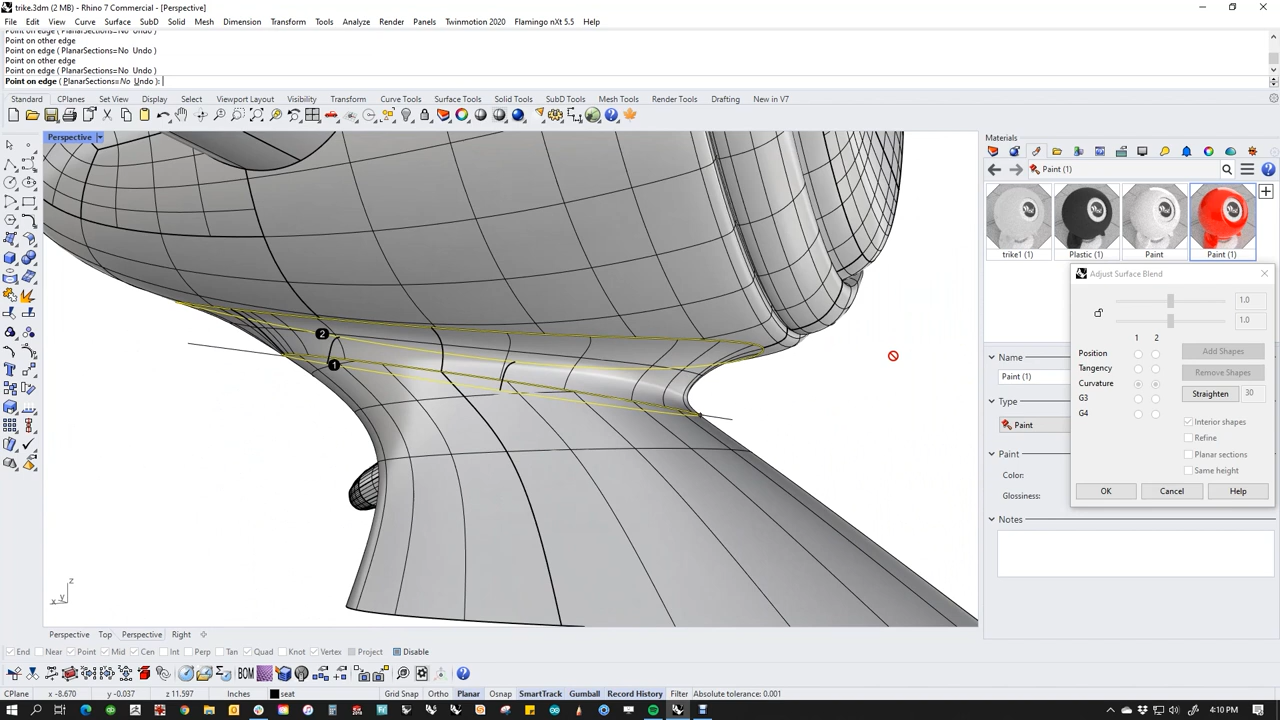 trike.3dm (2 MB) - Rhino 7 Commercial - [Perspective]
File Edit View Curve Surface SubD Solid Mesh Dimension Transform Tools Analyze Render Panels Twinmotion 2020 Flamingo nXt 5.5 Help
Point on edge ( PlanarSections=No Undo )
Point on other edge
Point on edge ( PlanarSections=No Undo )
Point on other edge
Point on edge ( PlanarSections=No Undo )
Point on edge ( PlanarSections=No Undo ):
Standard CPlanes Set View Display Select Viewport Layout Visibility Transform Curve Tools Surface Tools Solid Tools SubD Tools Mesh Tools Render Tools Drafting New in V7
Perspective
Materials
Paint (1)
trike1 (1) Plastic (1) Paint Paint (1)
Adjust Surface Blend
1.0
1.0
1 2
Position
Tangency
Curvature
G3
G4
Add Shapes
Remove Shapes
Straighten 30
Interior shapes
Refine
Planar sections
Same height
OK Cancel Help
Name
Paint (1)
Type
Paint
Paint
Color:
Glossiness:
Notes
2
1
z
y
x
Perspective Top Perspective Right
End Near Point Mid Cen Int Perp Tan Quad Knot Vertex Project Disable
BOM
CPlane x -8.670 y -0.037 z 11.597 Inches seat Grid Snap Ortho Planar Osnap SmartTrack Gumball Record History Filter Absolute tolerance: 0.001
4:10 PM